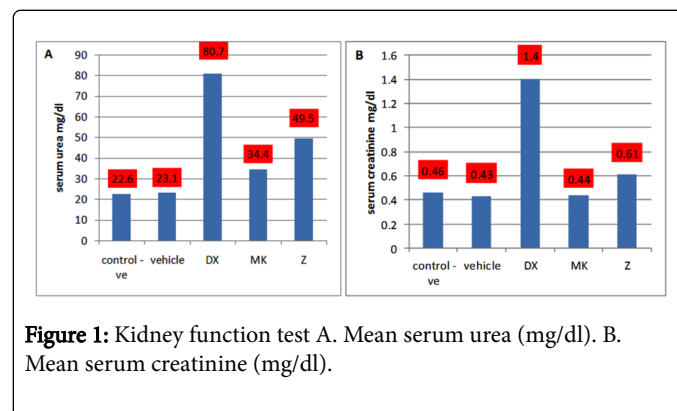 A
90
80
70
60
50
40
30
20
10
0
serum urea mg/dl
22.6
23.1
80.7
34.4
49.5
control - vehicle DX MK Z
ve
B
1.6
1.4
1.2
1
0.8
0.6
0.4
0.2
0
serum creatinine mg/dl
0.46
0.43
1.4
0.44
0.61
control - vehicle DX MK Z
ve
Figure 1: Kidney function test A. Mean serum urea (mg/dl). B.
Mean serum creatinine (mg/dl).